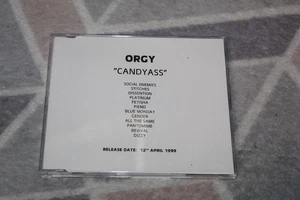 ORGY
"CANDYASS"
SOCIAL ENEMIES
STITCHES
DISSENTION
PLATINUM
FETISHA
FIEND
BLUE MONDAY
GENDER
ALL THE SAME
PANTOMIME
REVIVAL
DIZZY
RELEASE DATE: 12TH APRIL 1999